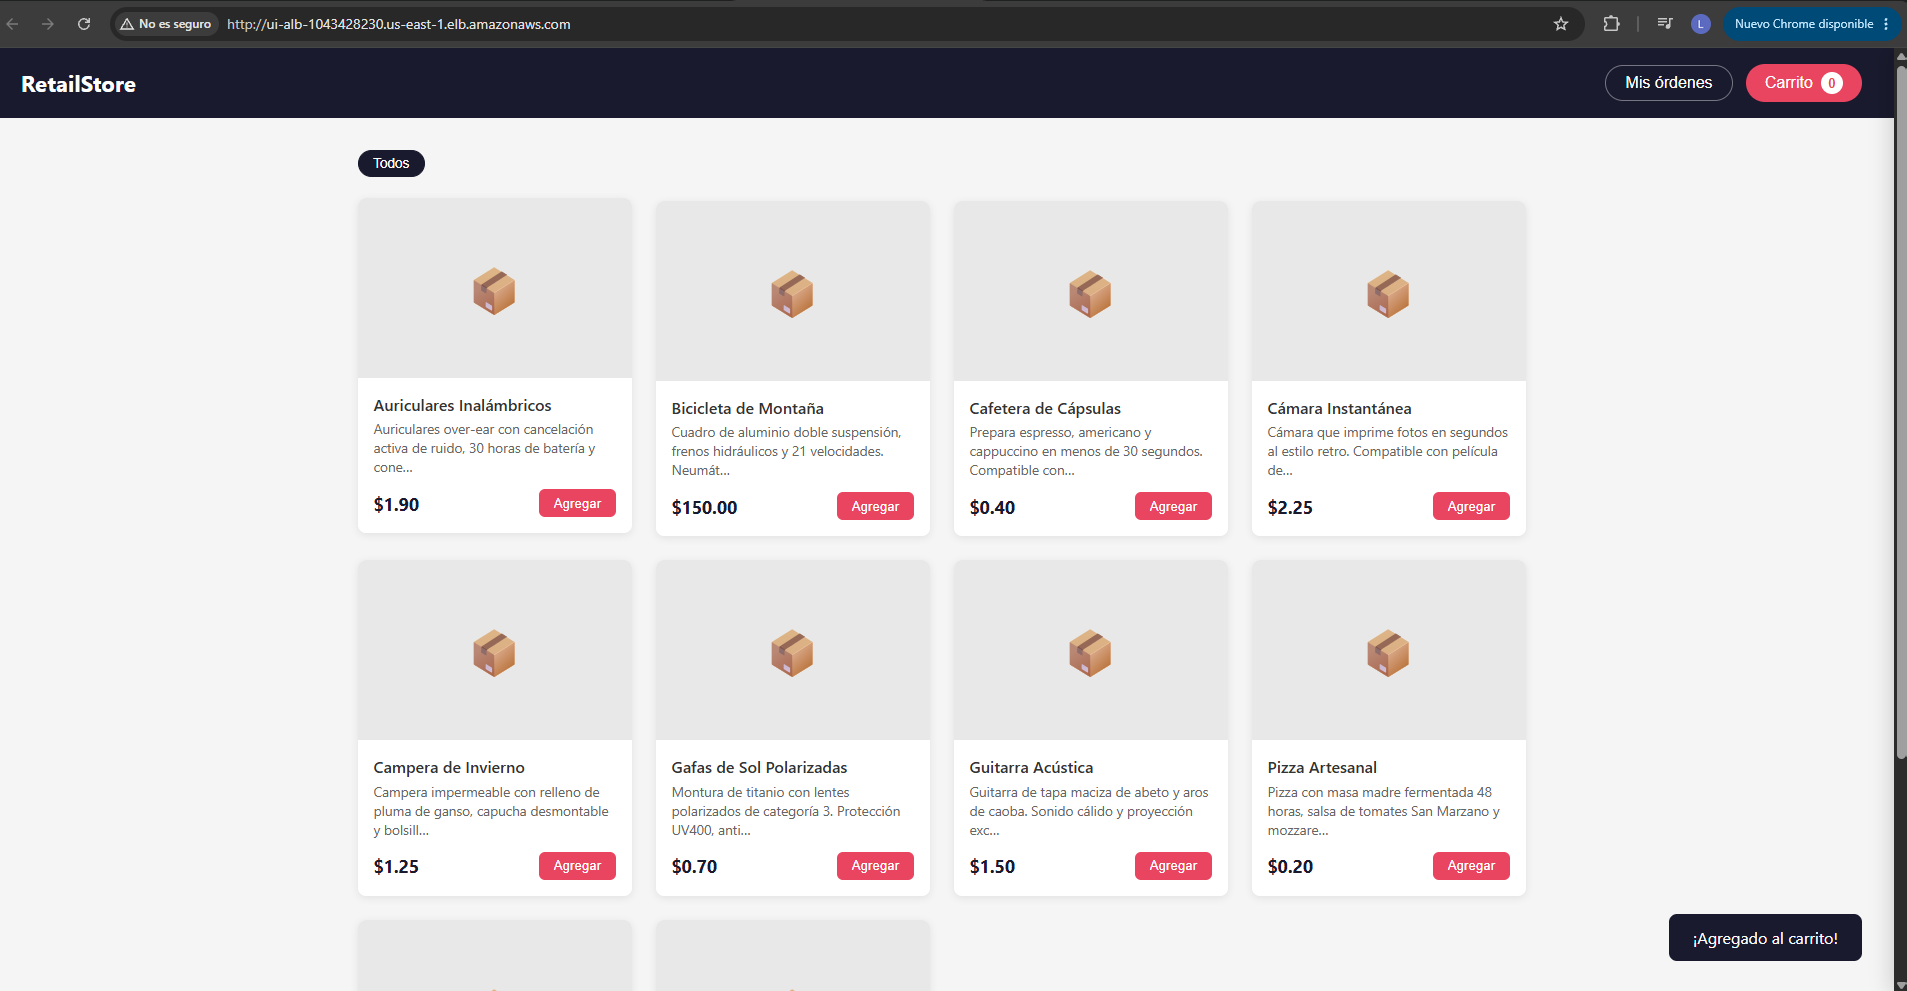 No es seguro
http://ui-alb-1043428230.us-east-1.elb.amazonaws.com
L
Nuevo Chrome disponible
RetailStore
Mis órdenes
Carrito 0
Todos
Auriculares Inalámbricos
Auriculares over-ear con cancelación
activa de ruido, 30 horas de batería y
cone...
$1.90
Agregar
Bicicleta de Montaña
Cuadro de aluminio doble suspensión,
frenos hidráulicos y 21 velocidades.
Neumát...
$150.00
Agregar
Cafetera de Cápsulas
Prepara espresso, americano y
cappuccino en menos de 30 segundos.
Compatible con...
$0.40
Agregar
Cámara Instantánea
Cámara que imprime fotos en segundos
al estilo retro. Compatible con película
de...
$2.25
Agregar
Campera de Invierno
Campera impermeable con relleno de
pluma de ganso, capucha desmontable
y bolsill...
$1.25
Agregar
Gafas de Sol Polarizadas
Montura de titanio con lentes
polarizados de categoría 3. Protección
UV400, anti...
$0.70
Agregar
Guitarra Acústica
Guitarra de tapa maciza de abeto y aros
de caoba. Sonido cálido y proyección
exc...
$1.50
Agregar
Pizza Artesanal
Pizza con masa madre fermentada 48
horas, salsa de tomates San Marzano y
mozzare...
$0.20
Agregar
¡Agregado al carrito!